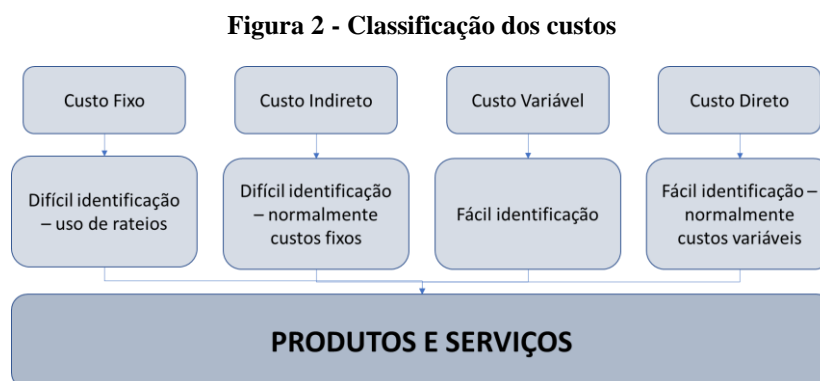 Figura 2 - Classificação dos custos
Custo Fixo
Custo Indireto
Custo Variável
Custo Direto
Difícil identificação
– uso de rateios
Difícil identificação
– normalmente
custos fixos
Fácil identificação
Fácil identificação –
normalmente
custos variáveis
PRODUTOS E SERVIÇOS